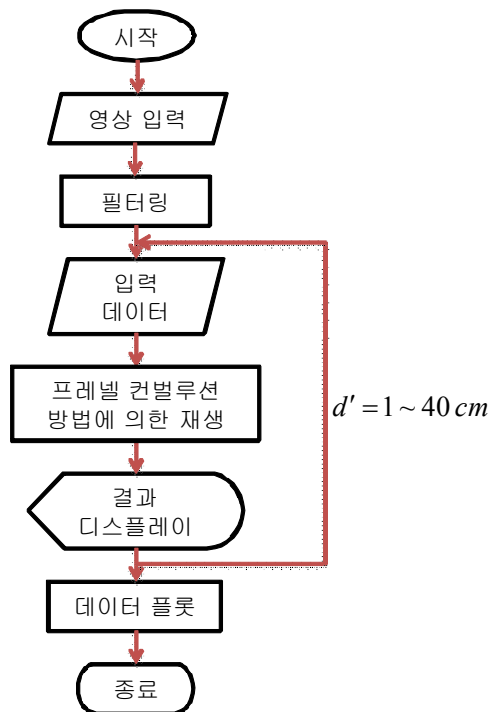 시작
영상 입력
필터링
입력
데이터
프레넬 컨벌루션
방법에 의한 재생
d′ = 1 ~ 40 cm
결과
디스플레이
데이터 플롯
종료